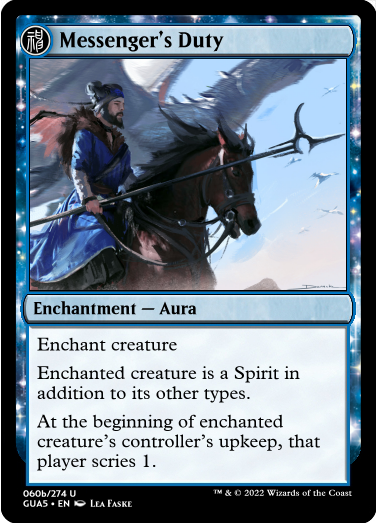 Messenger's Duty
Enchantment — Aura
Enchant creature
Enchanted creature is a Spirit in
addition to its other types.
At the beginning of enchanted
creature's controller's upkeep, that
player scries 1.
060b/274 U
GUA5 • EN Lea Faske
™ & © 2022 Wizards of the Coast